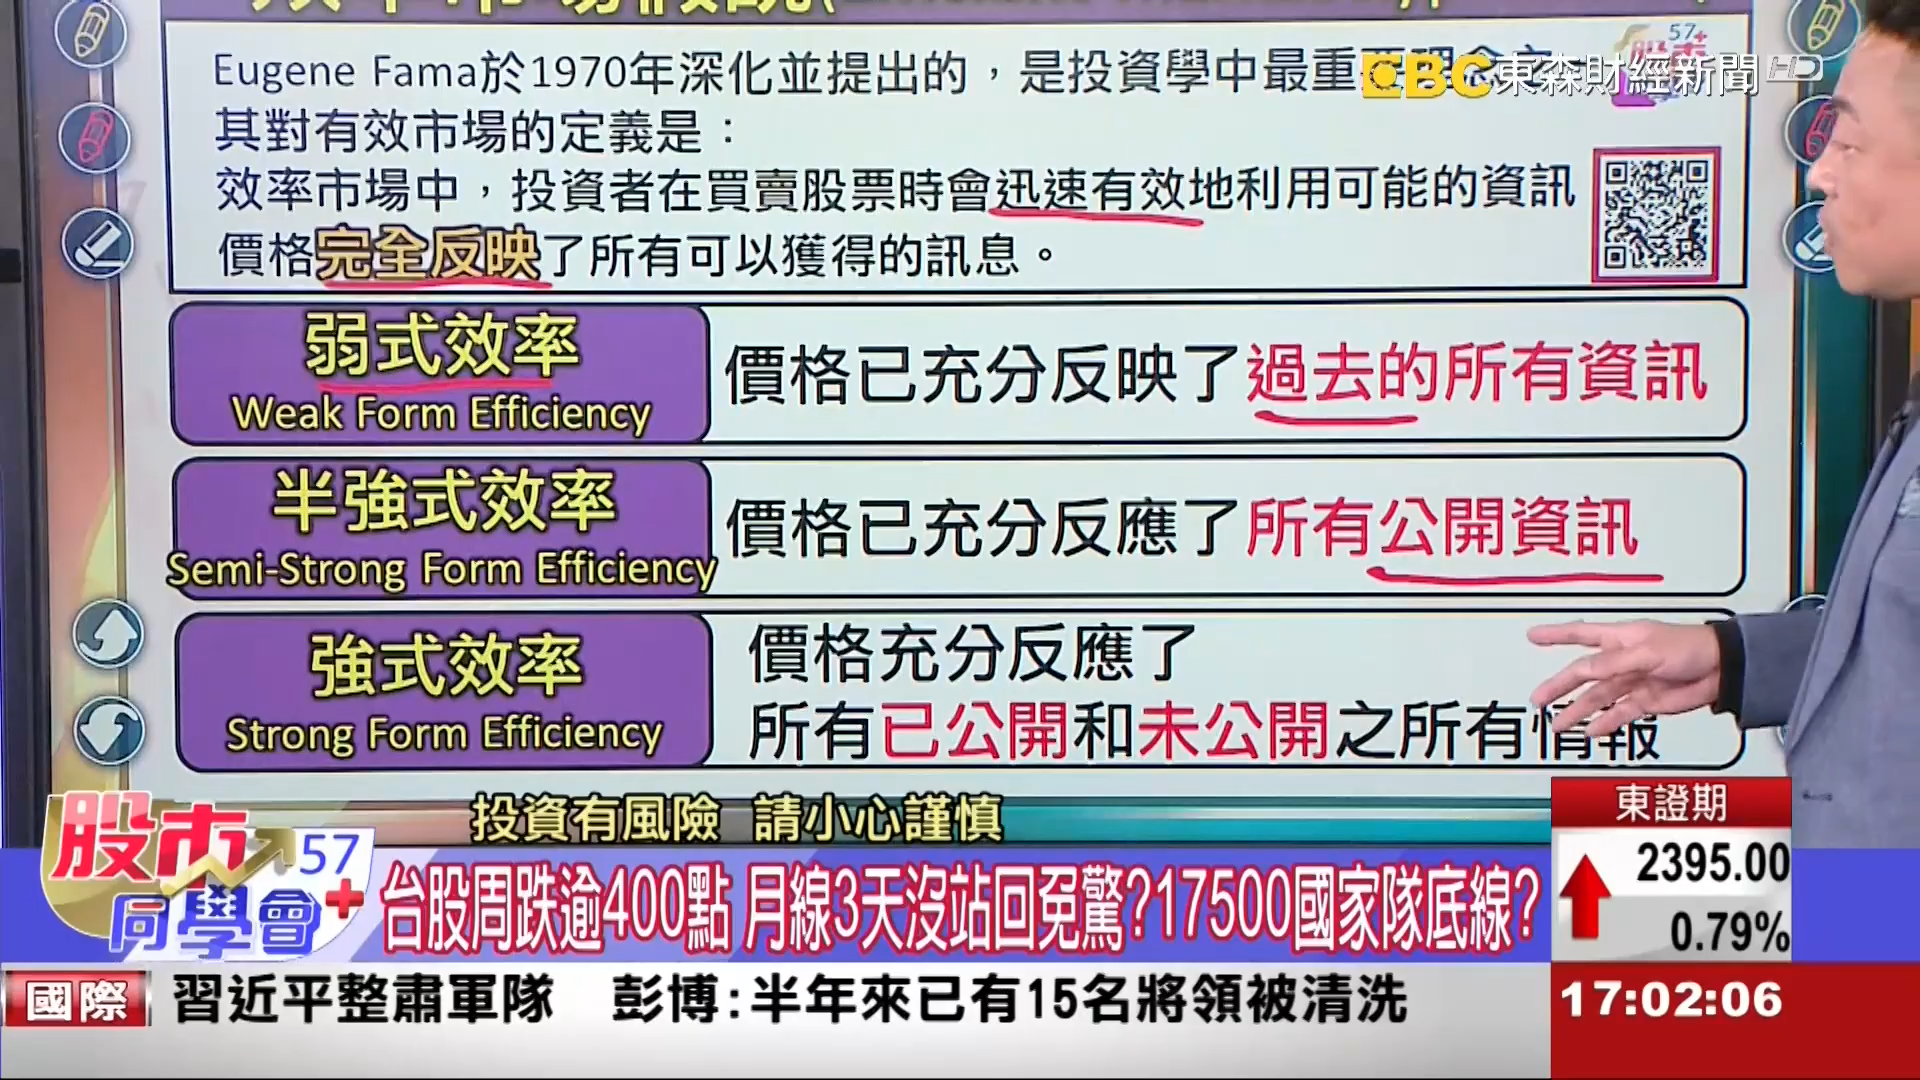 Eugene Fama於1970年深化並提出的，是投資學中最重
57+
EBC 東森財經新聞 HD
其對有效市場的定義是：
效率市場中，投資者在買賣股票時會迅速有效地利用可能的資訊
價格完全反映了所有可以獲得的訊息。
弱式效率
Weak Form Efficiency
價格已充分反映了過去的所有資訊
半強式效率
Semi-Strong Form Efficiency
價格已充分反應了所有公開資訊
強式效率
Strong Form Efficiency
價格充分反應了
所有已公開和未公開之所有情報
投資有風險 請小心謹慎
股市同學會 57+
台股周跌逾400點 月線3天沒站回免驚?17500國家隊底線?
東證期
2395.00
0.79%
國際
習近平整肅軍隊 彭博:半年來已有15名將領被清洗
17:02:06